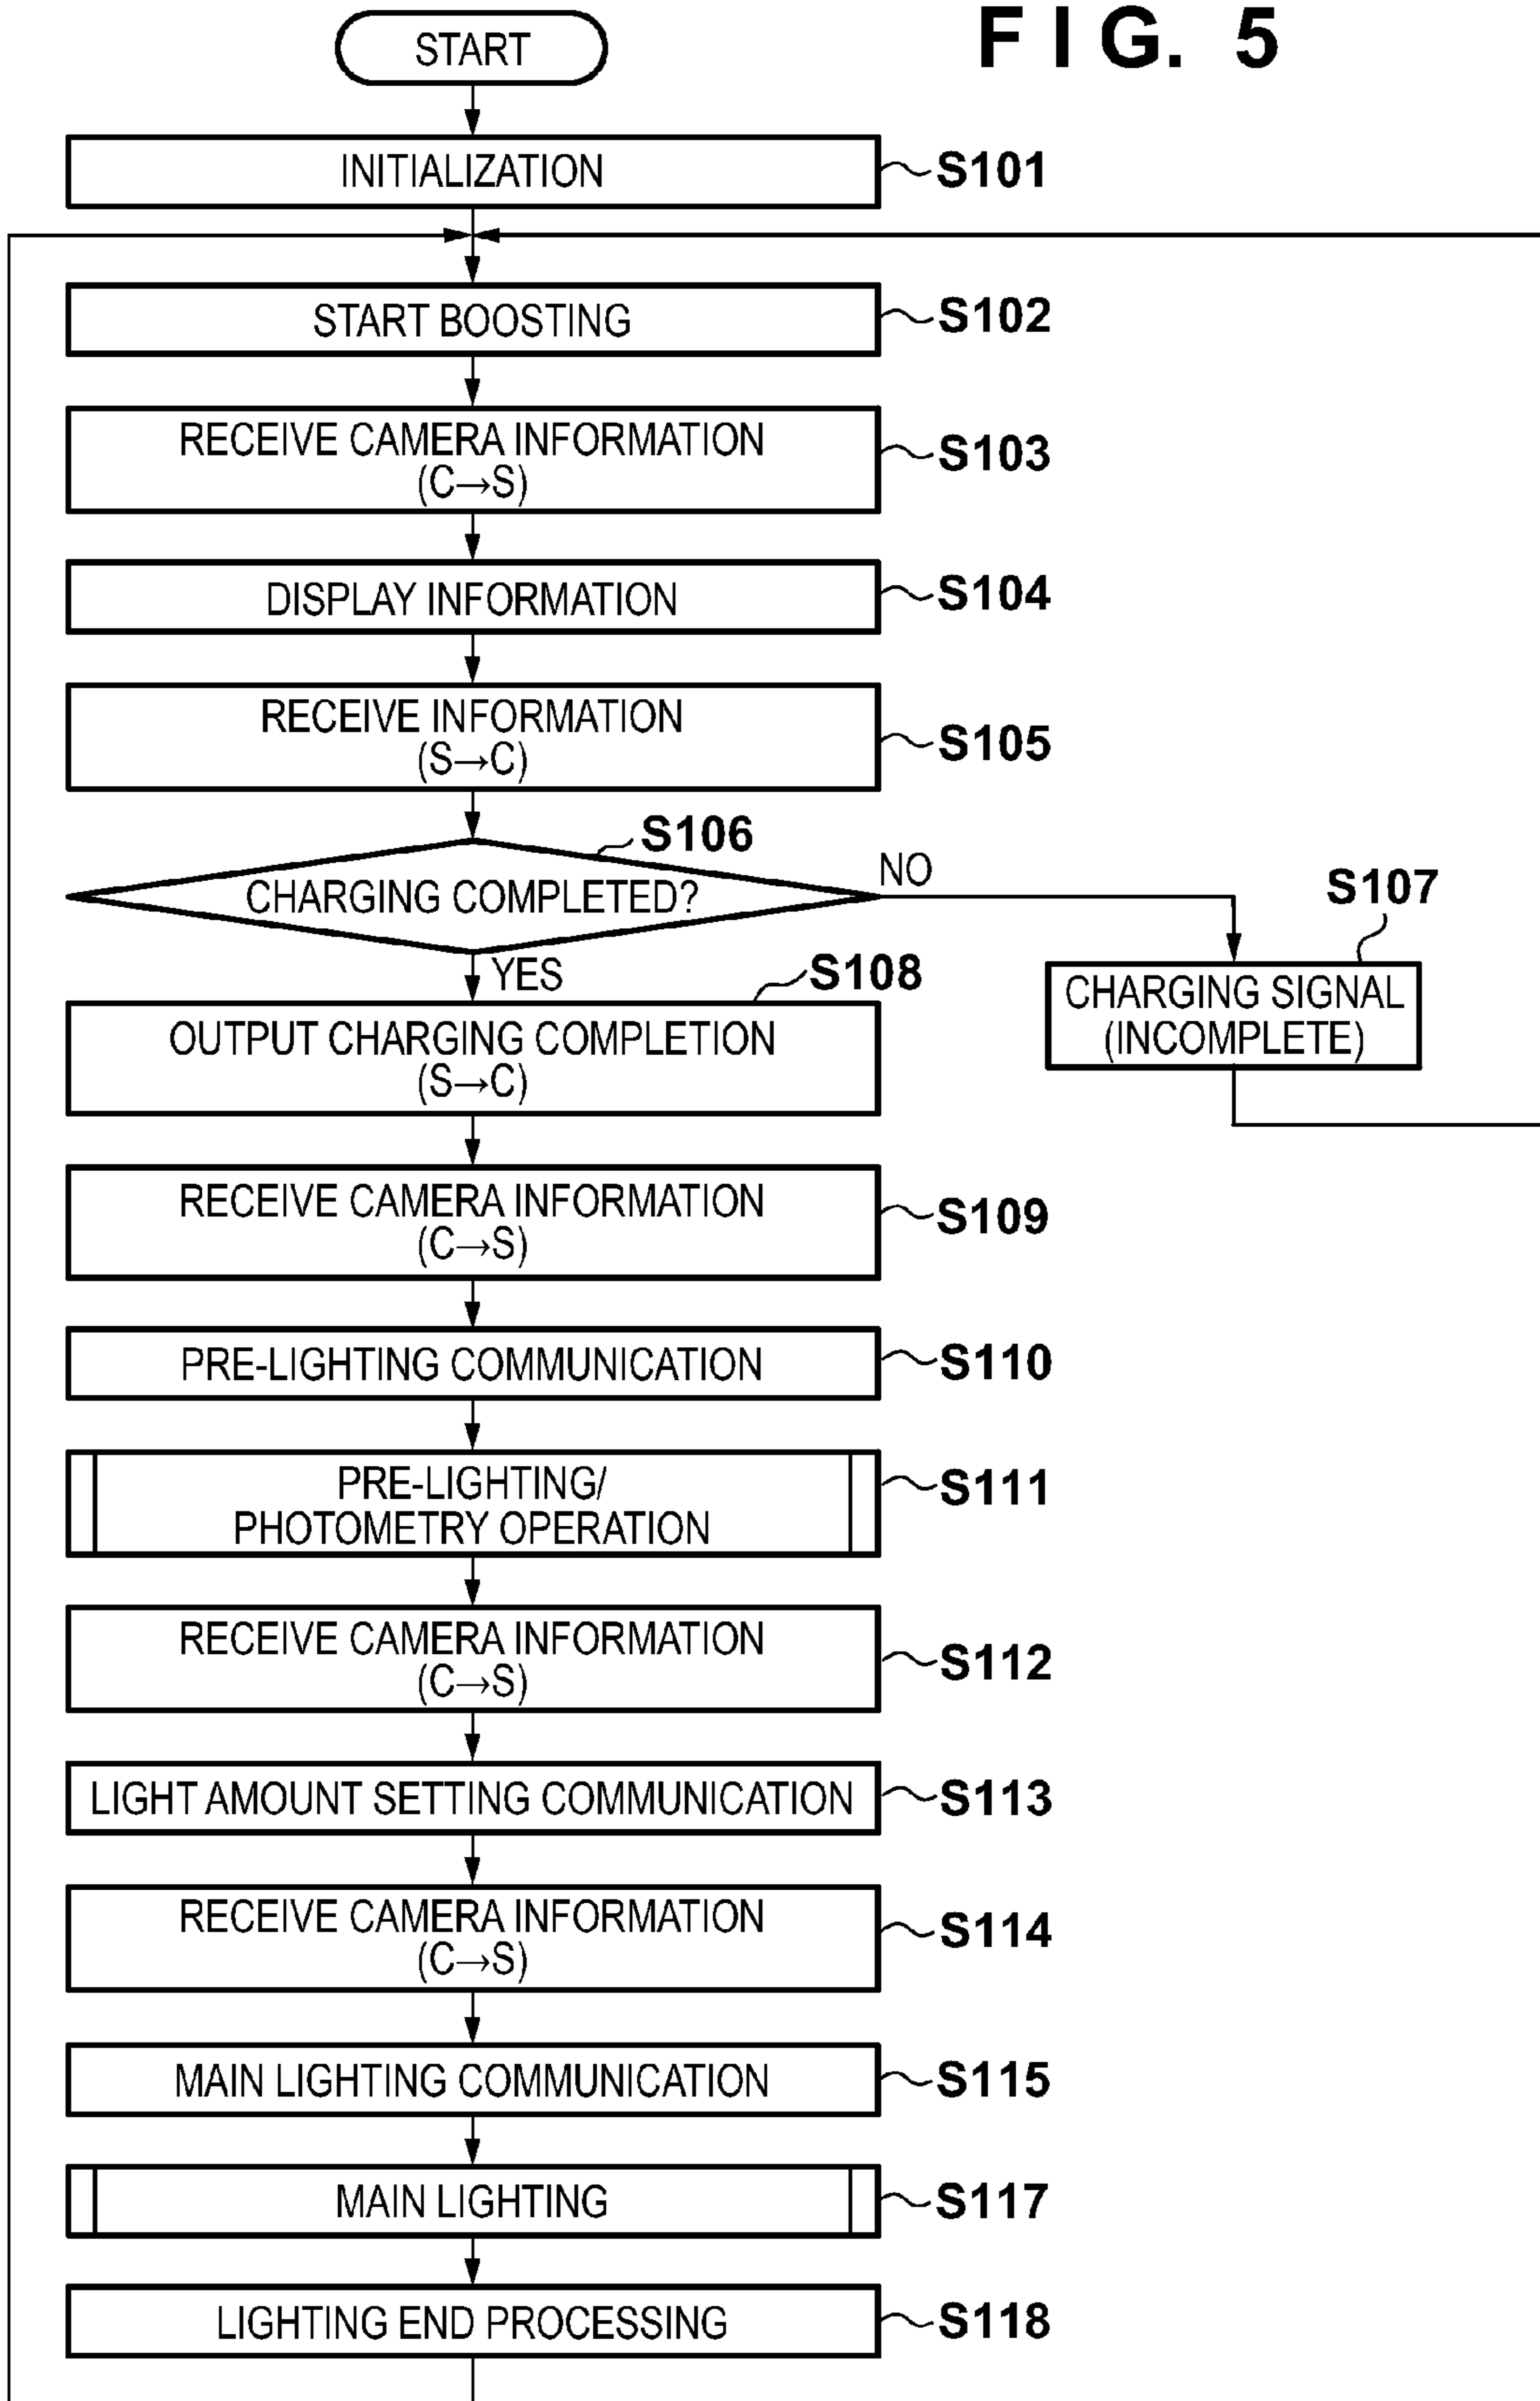 F I G. 5
START
INITIALIZATION
S101
START BOOSTING
S102
RECEIVE CAMERA INFORMATION
(C→S)
S103
DISPLAY INFORMATION
S104
RECEIVE INFORMATION
(S→C)
S105
S106
CHARGING COMPLETED?
NO
S107
CHARGING SIGNAL
(INCOMPLETE)
YES
S108
OUTPUT CHARGING COMPLETION
(S→C)
RECEIVE CAMERA INFORMATION
(C→S)
S109
PRE-LIGHTING COMMUNICATION
S110
PRE-LIGHTING/
PHOTOMETRY OPERATION
S111
RECEIVE CAMERA INFORMATION
(C→S)
S112
LIGHT AMOUNT SETTING COMMUNICATION
S113
RECEIVE CAMERA INFORMATION
(C→S)
S114
MAIN LIGHTING COMMUNICATION
S115
MAIN LIGHTING
S117
LIGHTING END PROCESSING
S118